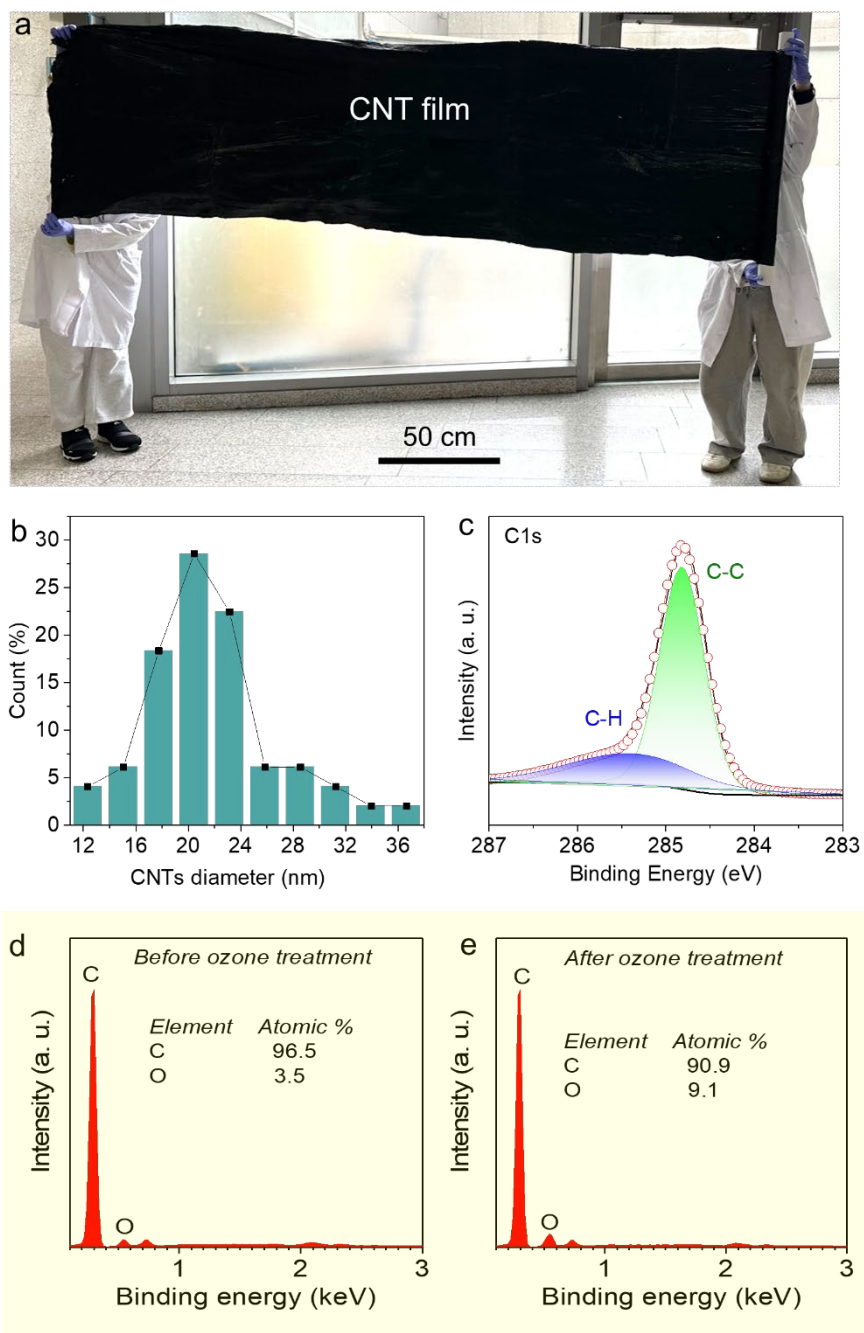 a
CNT film
50 cm
b
30
25
20
15
10
5
0
Count (%)
12 16 20 24 28 32 36
CNTs diameter (nm)
c
C1s
C-C
C-H
Intensity (a. u.)
287 286 285 284 283
Binding Energy (eV)
d
Before ozone treatment
C
Element Atomic %
C 96.5
O 3.5
O
Intensity (a. u.)
1 2 3
Binding energy (keV)
e
After ozone treatment
C
Element Atomic %
C 90.9
O 9.1
O
Intensity (a. u.)
1 2 3
Binding energy (keV)